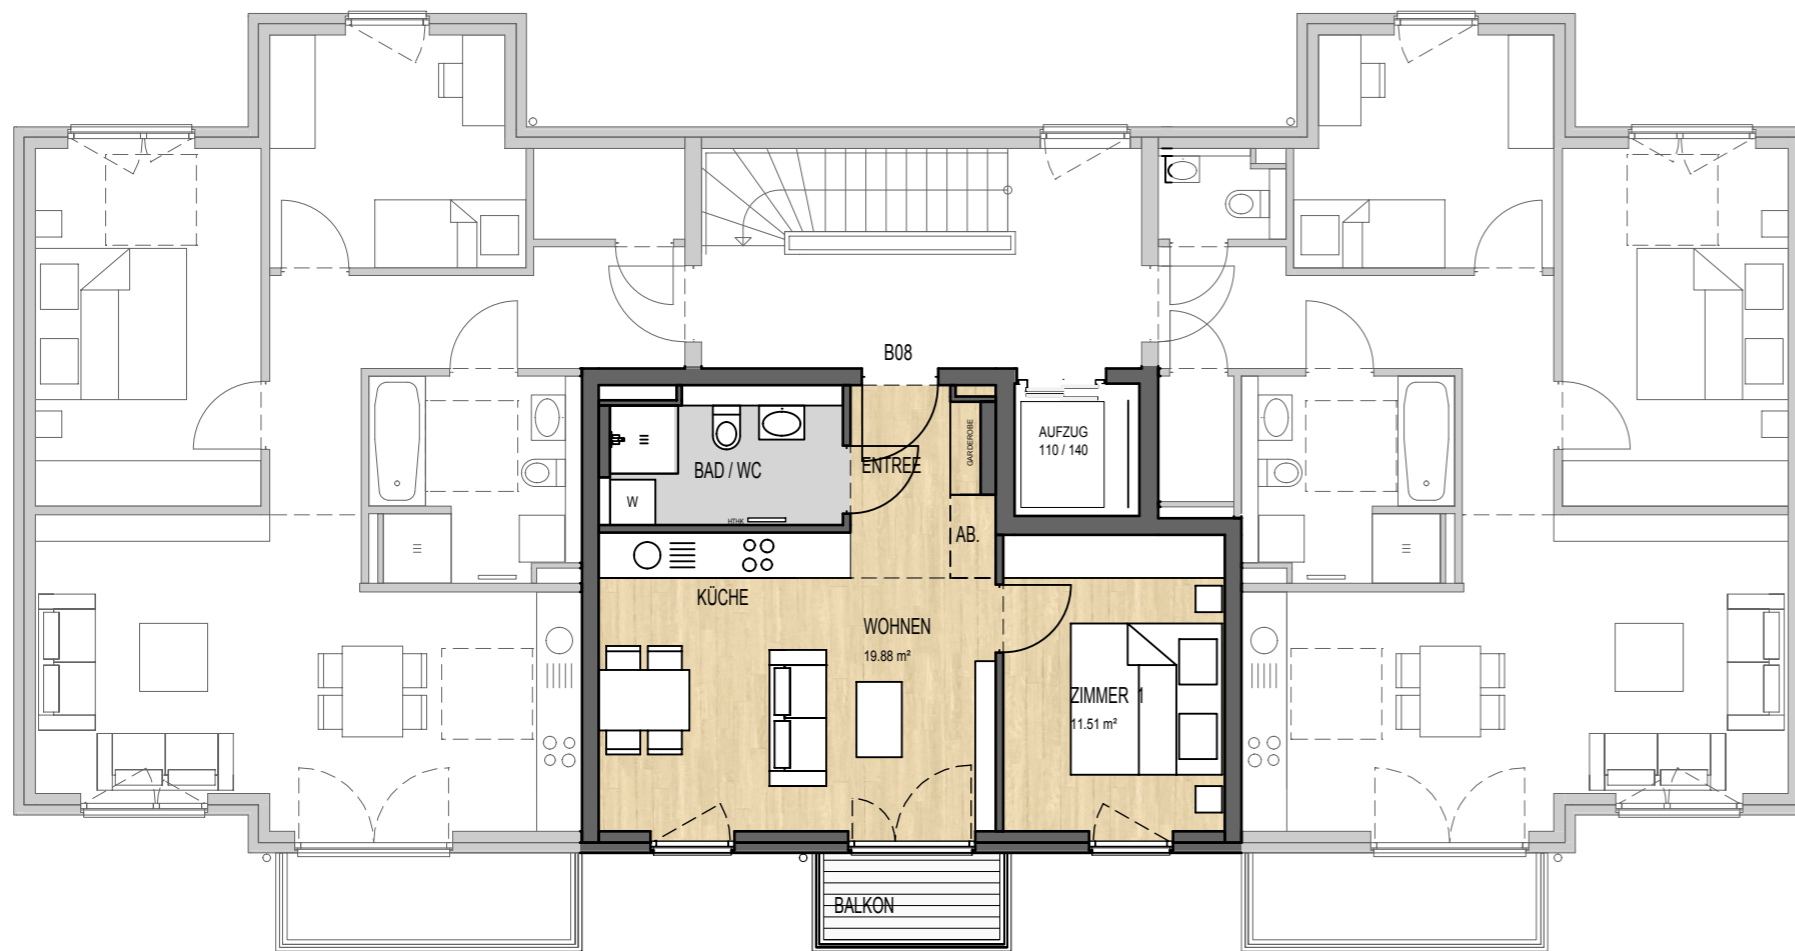 B08
GARDEROBE
AUFZUG
110 / 140
BAD / WC
ENTREE
W
HTHK
AB.
KÜCHE
WOHNEN
19.88 m²
ZIMMER 1
11.51 m²
BALKON